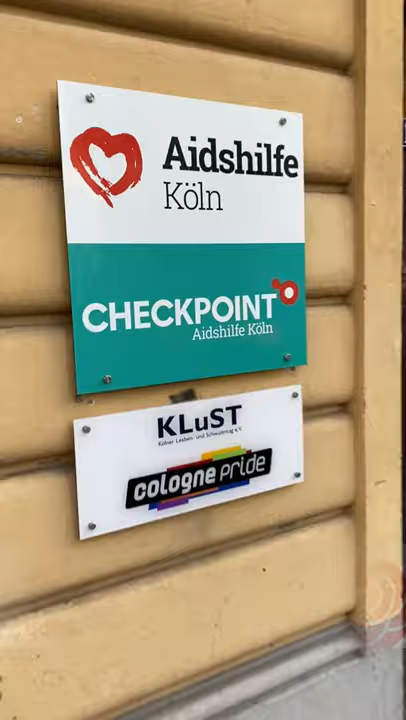 Aidshilfe
Köln
CHECKPOINT
Aidshilfe Köln
KLuST
Kölner Lesben- und Schwulentag e.V.
cologne pride